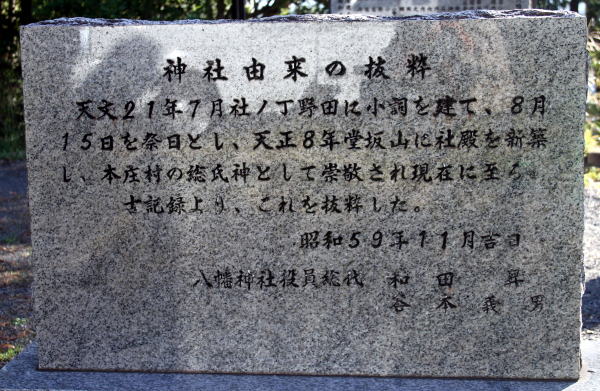 神社由来の抜粋
天文21年7月社ノ丁野田に小詞を建て、8月
15日を祭日とし、天正8年堂坂山に社殿を新築
し、本庄村の総氏神として崇敬され現在に至る。
古記録より、これを抜粋した。
昭和59年11月吉日
八幡神社役員総代 和田 昇
谷本義男